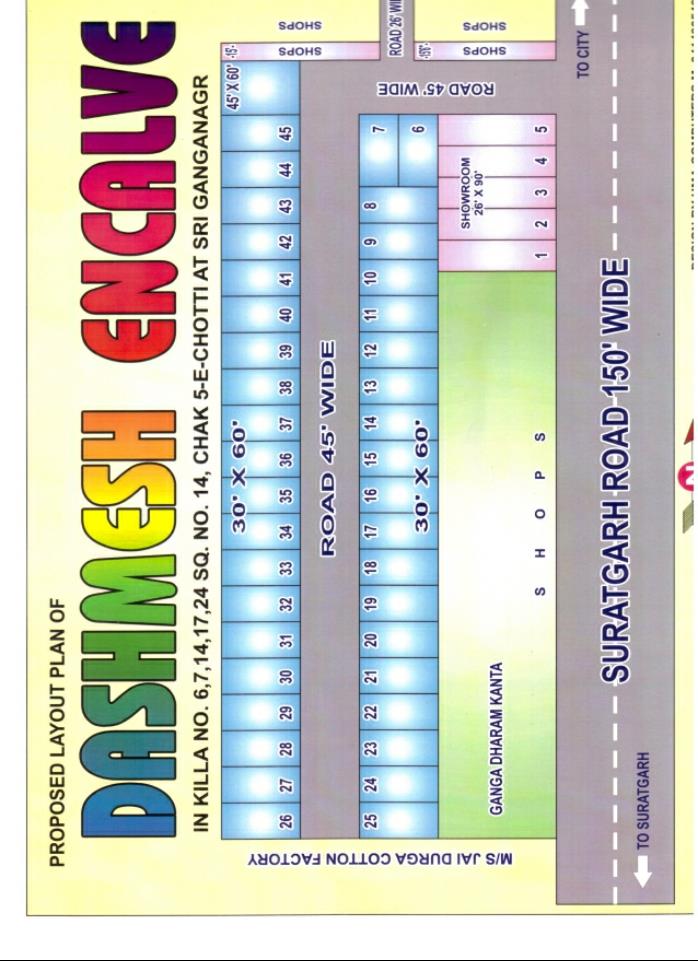 PROPOSED LAYOUT PLAN OF
DASHMESH ENCALVE
IN KILLA NO. 6,7,14,17,24 SQ. NO. 14, CHAK 5-E-CHOTTI AT SRI GANGANAGR
M/S JAI DURGA COTTON FACTORY
30' X 60'
45' X 60'
26 27 28 29 30 31 32 33 34 35 36 37 38 39 40 41 42 43 44 45
-15'-
SHOPS
SHOPS
ROAD 45' WIDE
ROAD 45' WIDE
ROAD 26' WI
25 24 23 22 21 20 19 18 17 16 15 14 13 12 11 10 9 8 7
6
30' X 60'
SHOPS
SHOPS
GANGA DHARAM KANTA
SHOWROOM
26' X 90'
SHOPS
1 2 3 4 5
TO CITY
SURATGARH ROAD 150' WIDE
TO SURATGARH
N